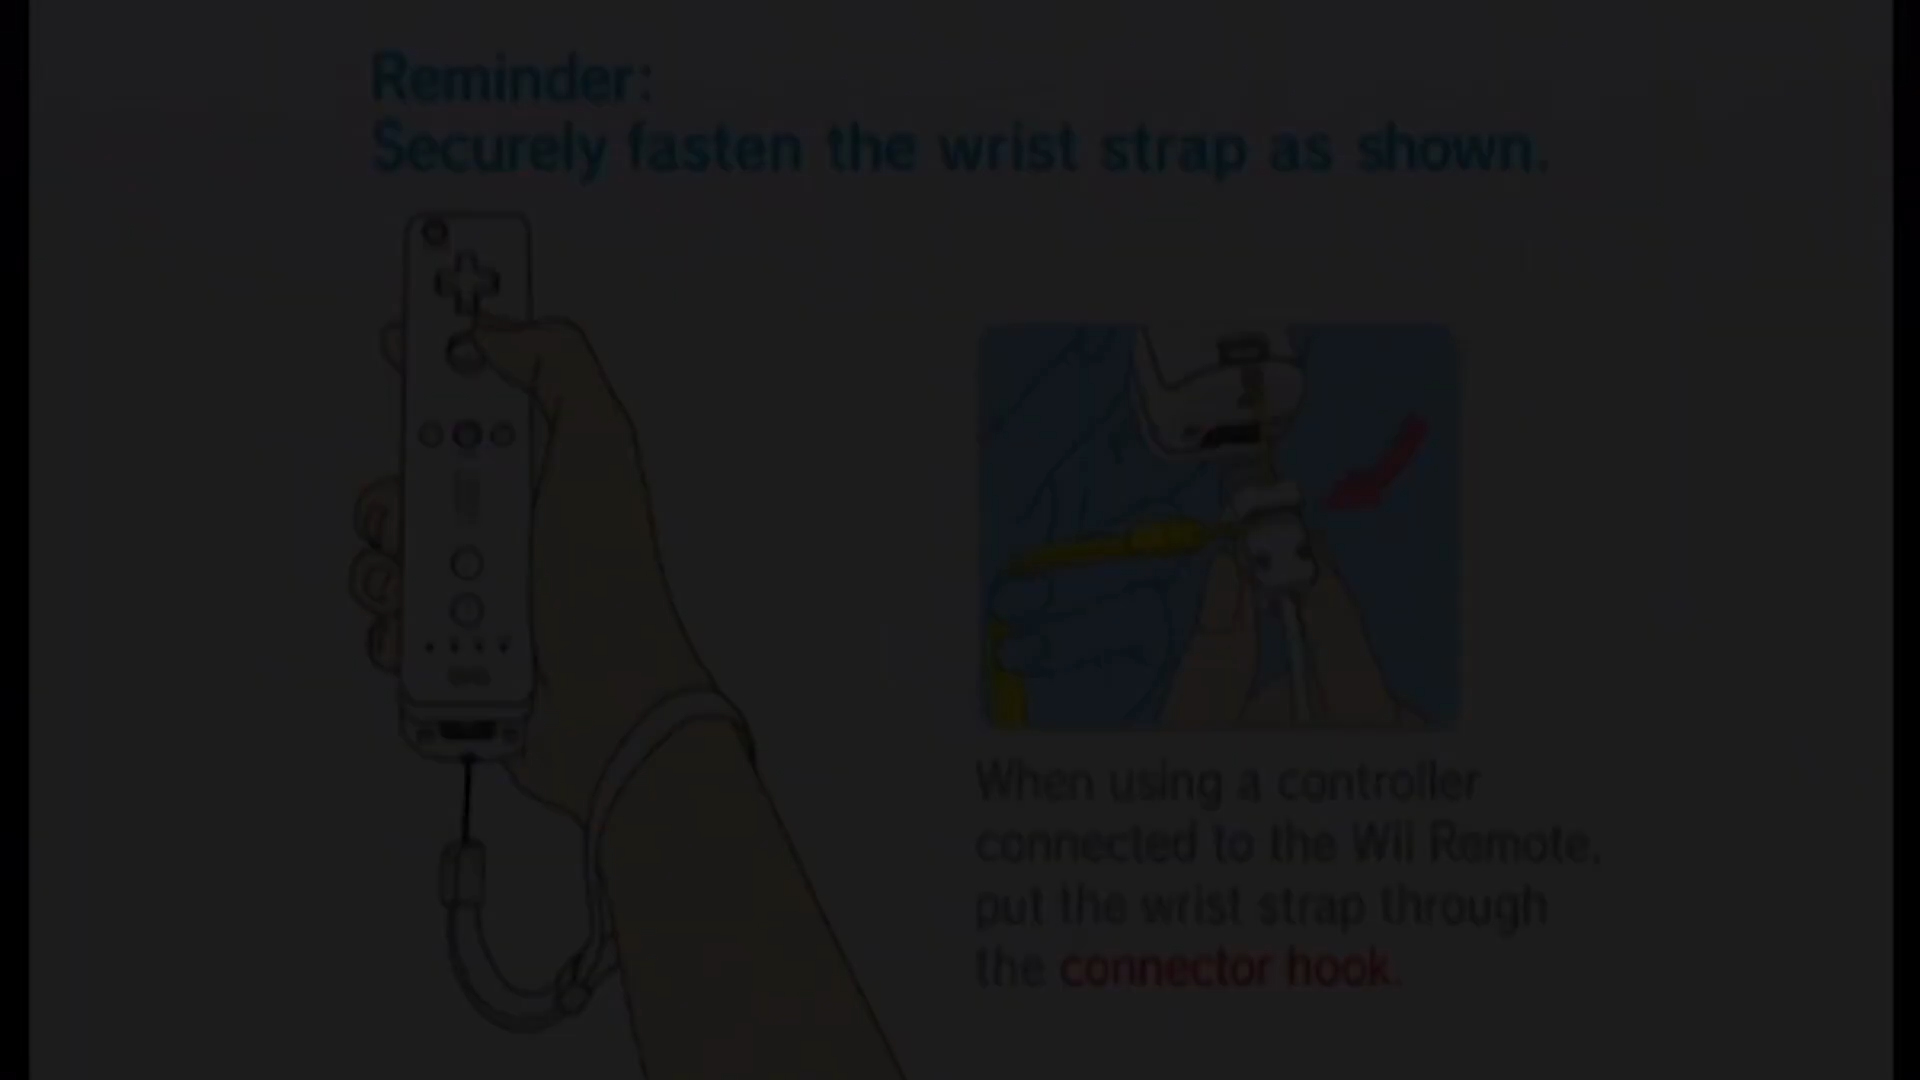 Reminder:
Securely fasten the wrist strap as shown.
When using a controller
connected to the Wii Remote,
put the wrist strap through
the connector hook.